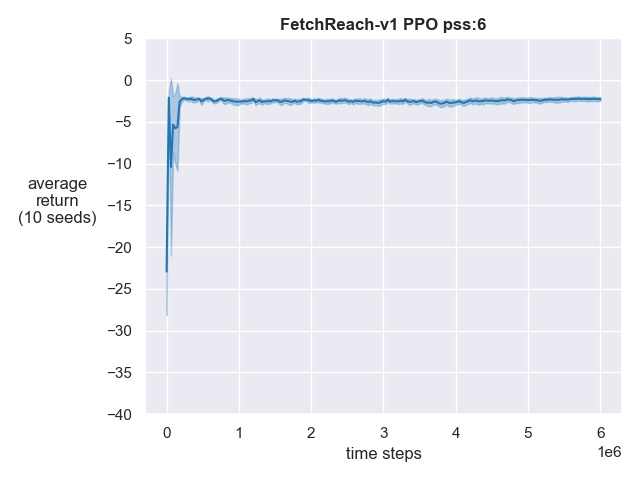 FetchReach-v1 PPO pss:6
5
0
−5
−10
−15
−20
−25
−30
−35
−40
average
return
(10 seeds)
0 1 2 3 4 5 6
1e6
time steps